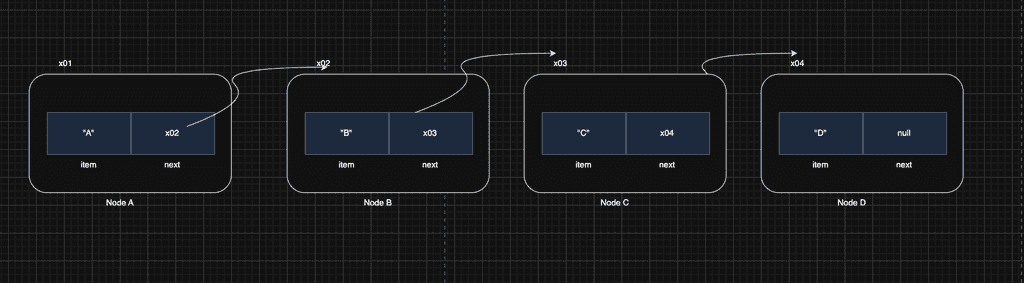 x01
x02
x03
x04
"A"
x02
"B"
x03
"C"
x04
"D"
null
item
next
item
next
item
next
item
next
Node A
Node B
Node C
Node D